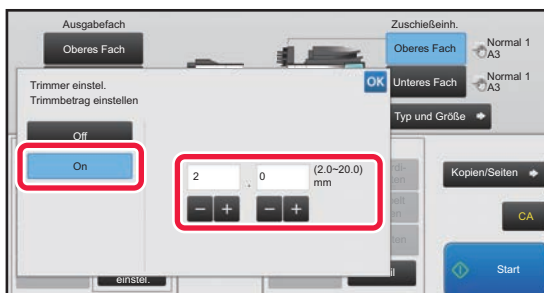 Ausgabefach
Zuschießeinh.
Oberes Fach
Oberes Fach
Normal 1
A3
Trimmer einstel.
OK
Unteres Fach
Normal 1
A3
Trimmbetrag einstellen
Typ und Größe
Off
On
2 . 0 (2.0~20.0)
mm
Kopien/Seiten
CA
einstel.
Start